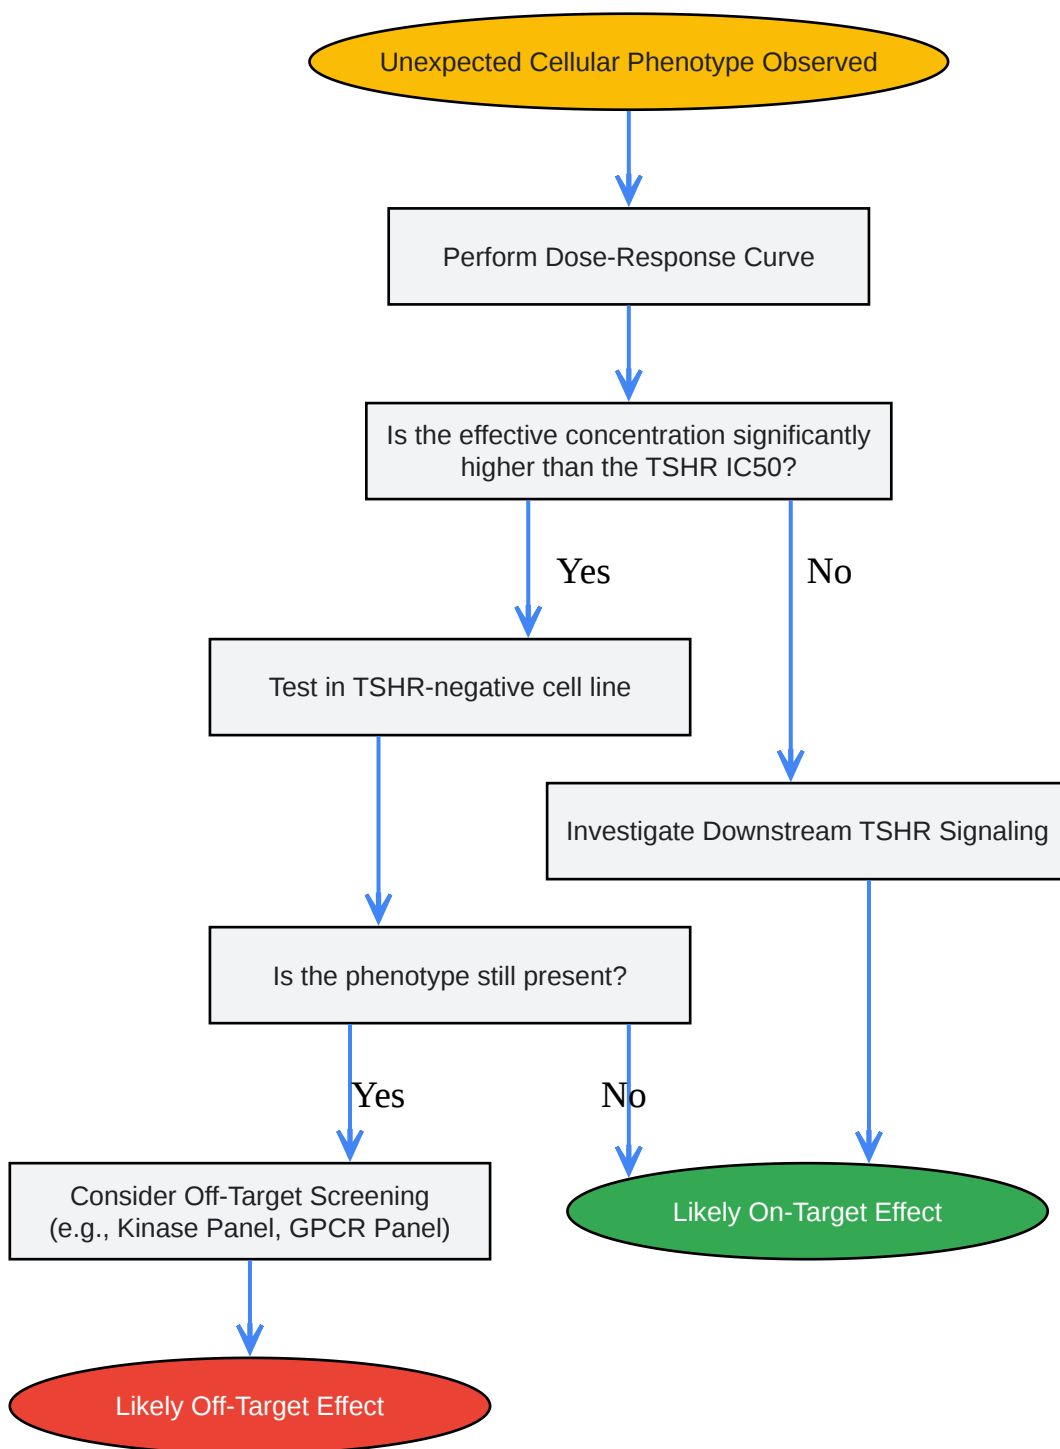 Unexpected Cellular Phenotype Observed
Perform Dose-Response Curve
Is the effective concentration significantly
higher than the TSHR IC50?
Yes
No
Test in TSHR-negative cell line
Investigate Downstream TSHR Signaling
Is the phenotype still present?
Yes
No
Consider Off-Target Screening
(e.g., Kinase Panel, GPCR Panel)
Likely On-Target Effect
Likely Off-Target Effect